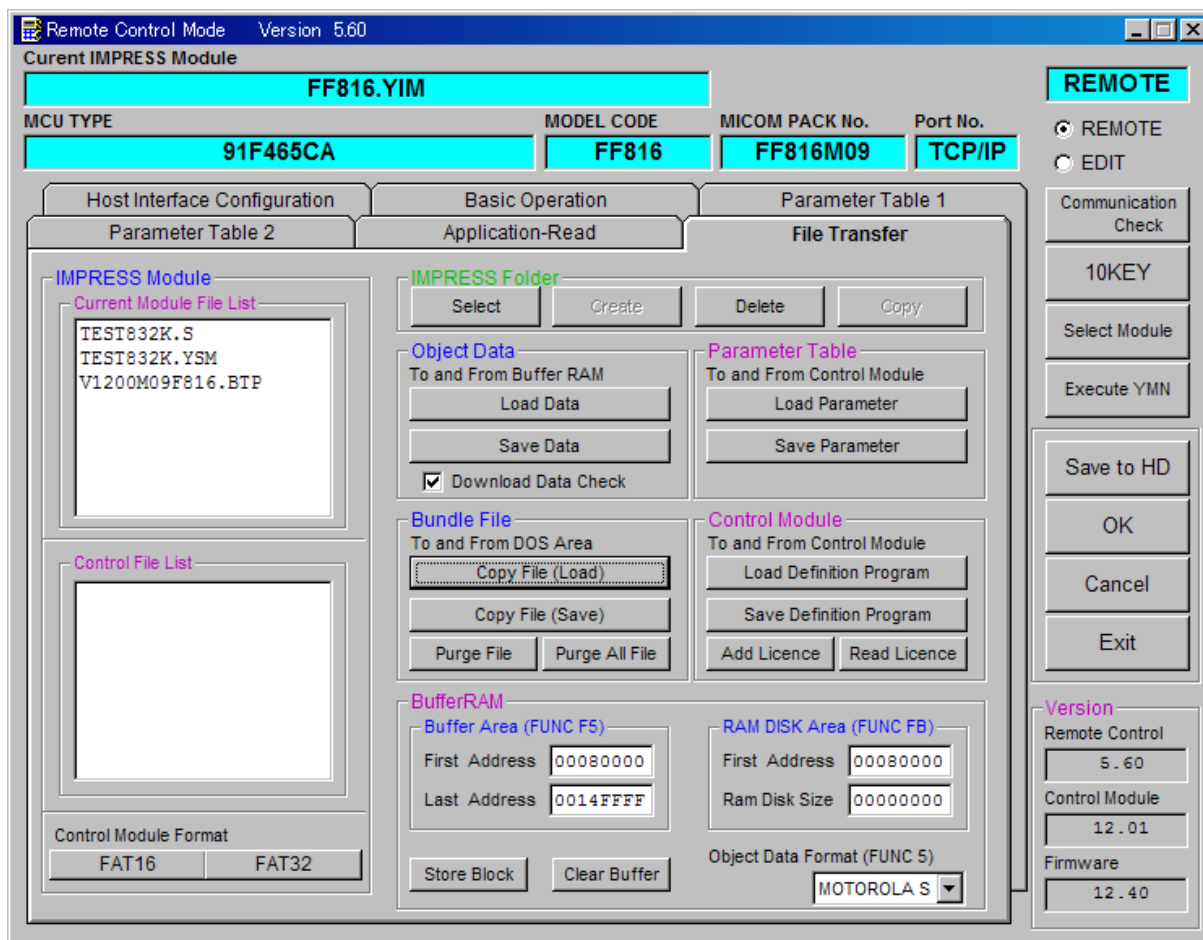 Remote Control Mode Version 5.60
Curent IMPRESS Module
FF816.YIM
MCU TYPE MODEL CODE MICOM PACK No. Port No.
91F465CA FF816 FF816M09 TCP/IP
REMOTE
REMOTE
EDIT
Host Interface Configuration Basic Operation Parameter Table 1
Parameter Table 2 Application-Read File Transfer
IMPRESS Module
Current Module File List
TEST832K.S
TEST832K.YSM
V1200M09F816.BTP
Control File List
Control Module Format
FAT16 FAT32
IMPRESS Folder
Select Create Delete Copy
Object Data
To and From Buffer RAM
Load Data
Save Data
Download Data Check
Parameter Table
To and From Control Module
Load Parameter
Save Parameter
Bundle File
To and From DOS Area
Copy File (Load)
Copy File (Save)
Purge File Purge All File
Control Module
To and From Control Module
Load Definition Program
Save Definition Program
Add Licence Read Licence
BufferRAM
Buffer Area (FUNC F5)
First Address 00080000
Last Address 0014FFFF
RAM DISK Area (FUNC FB)
First Address 00080000
Ram Disk Size 00000000
Store Block Clear Buffer
Object Data Format (FUNC 5)
MOTOROLA S
Communication
Check
10KEY
Select Module
Execute YMN
Save to HD
OK
Cancel
Exit
Version
Remote Control
5.60
Control Module
12.01
Firmware
12.40